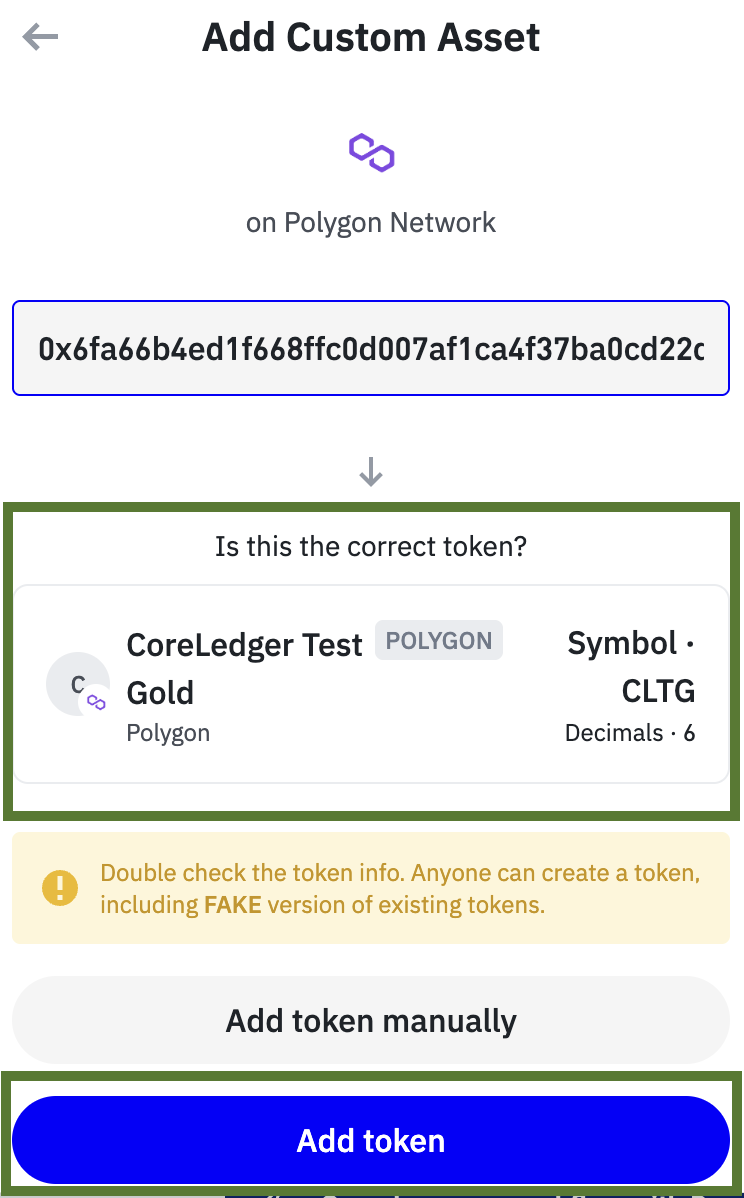 Add Custom Asset
on Polygon Network
0x6fa66b4ed1f668ffc0d007af1ca4f37ba0cd22c
Is this the correct token?
C
CoreLedger Test POLYGON
Gold
Polygon
Symbol ·
CLTG
Decimals · 6
Double check the token info. Anyone can create a token,
including FAKE version of existing tokens.
Add token manually
Add token